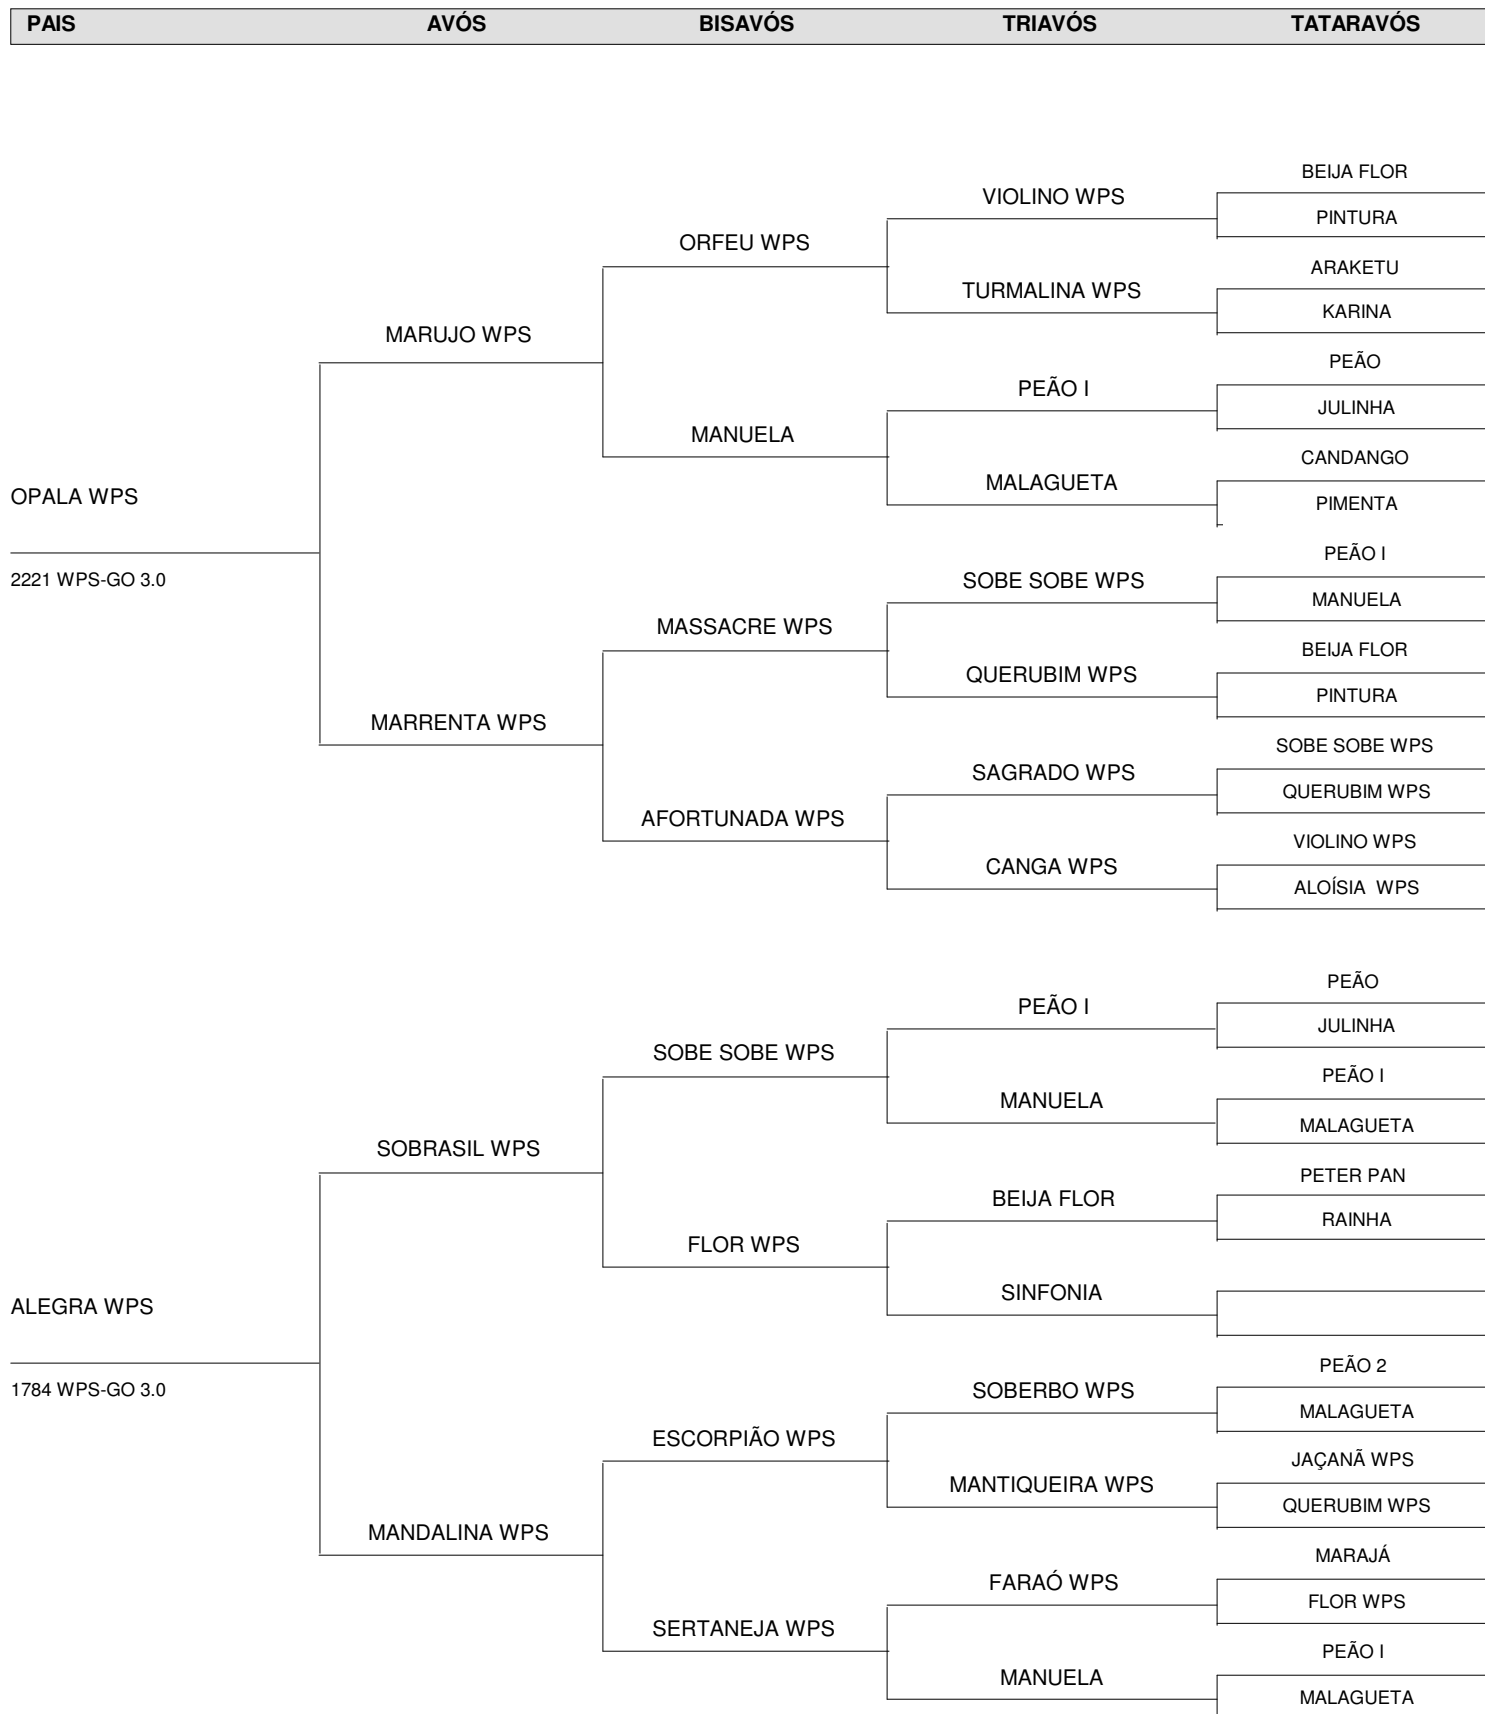 PAIS AVÓS BISAVÓS TRIAVÓS TATARAVÓS
BEIJA FLOR
VIOLINO WPS
PINTURA
ORFEU WPS
ARAKETU
TURMALINA WPS
KARINA
MARUJO WPS
PEÃO
PEÃO I
JULINHA
MANUELA
CANDANGO
MALAGUETA
OPALA WPS
PIMENTA
PEÃO I
2221 WPS-GO 3.0
SOBE SOBE WPS
MANUELA
MASSACRE WPS
BEIJA FLOR
QUERUBIM WPS
PINTURA
MARRENTA WPS
SOBE SOBE WPS
SAGRADO WPS
QUERUBIM WPS
AFORTUNADA WPS
VIOLINO WPS
CANGA WPS
ALOÍSIA  WPS
PEÃO
PEÃO I
JULINHA
SOBE SOBE WPS
PEÃO I
MANUELA
MALAGUETA
SOBRASIL WPS
PETER PAN
BEIJA FLOR
RAINHA
FLOR WPS
SINFONIA
ALEGRA WPS
PEÃO 2
1784 WPS-GO 3.0
SOBERBO WPS
MALAGUETA
ESCORPIÃO WPS
JAÇANÃ WPS
MANTIQUEIRA WPS
QUERUBIM WPS
MANDALINA WPS
MARAJÁ
FARAÓ WPS
FLOR WPS
SERTANEJA WPS
PEÃO I
MANUELA
MALAGUETA